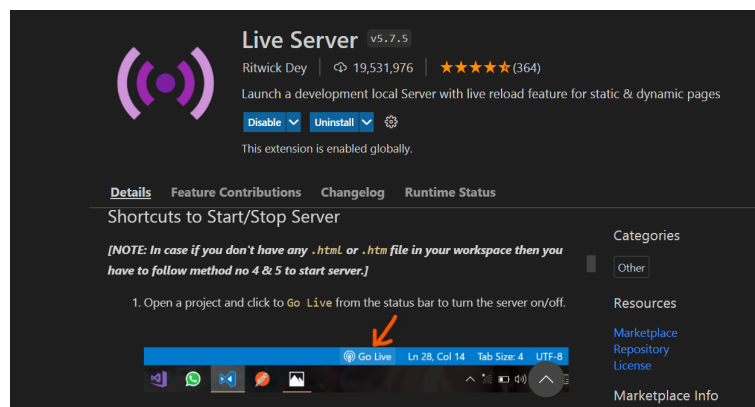 Live Server v5.7.5
Ritwick Dey 19,531,976 (364)
Launch a development local Server with live reload feature for static & dynamic pages
Disable Uninstall
This extension is enabled globally.
Details Feature Contributions Changelog Runtime Status
Shortcuts to Start/Stop Server
[NOTE: In case if you don't have any .html or .htm file in your workspace then you
have to follow method no 4 & 5 to start server.]
1. Open a project and click to Go Live from the status bar to turn the server on/off.
Go Live Ln 28, Col 14 Tab Size: 4 UTF-8
Categories
Other
Resources
Marketplace
Repository
License
Marketplace Info